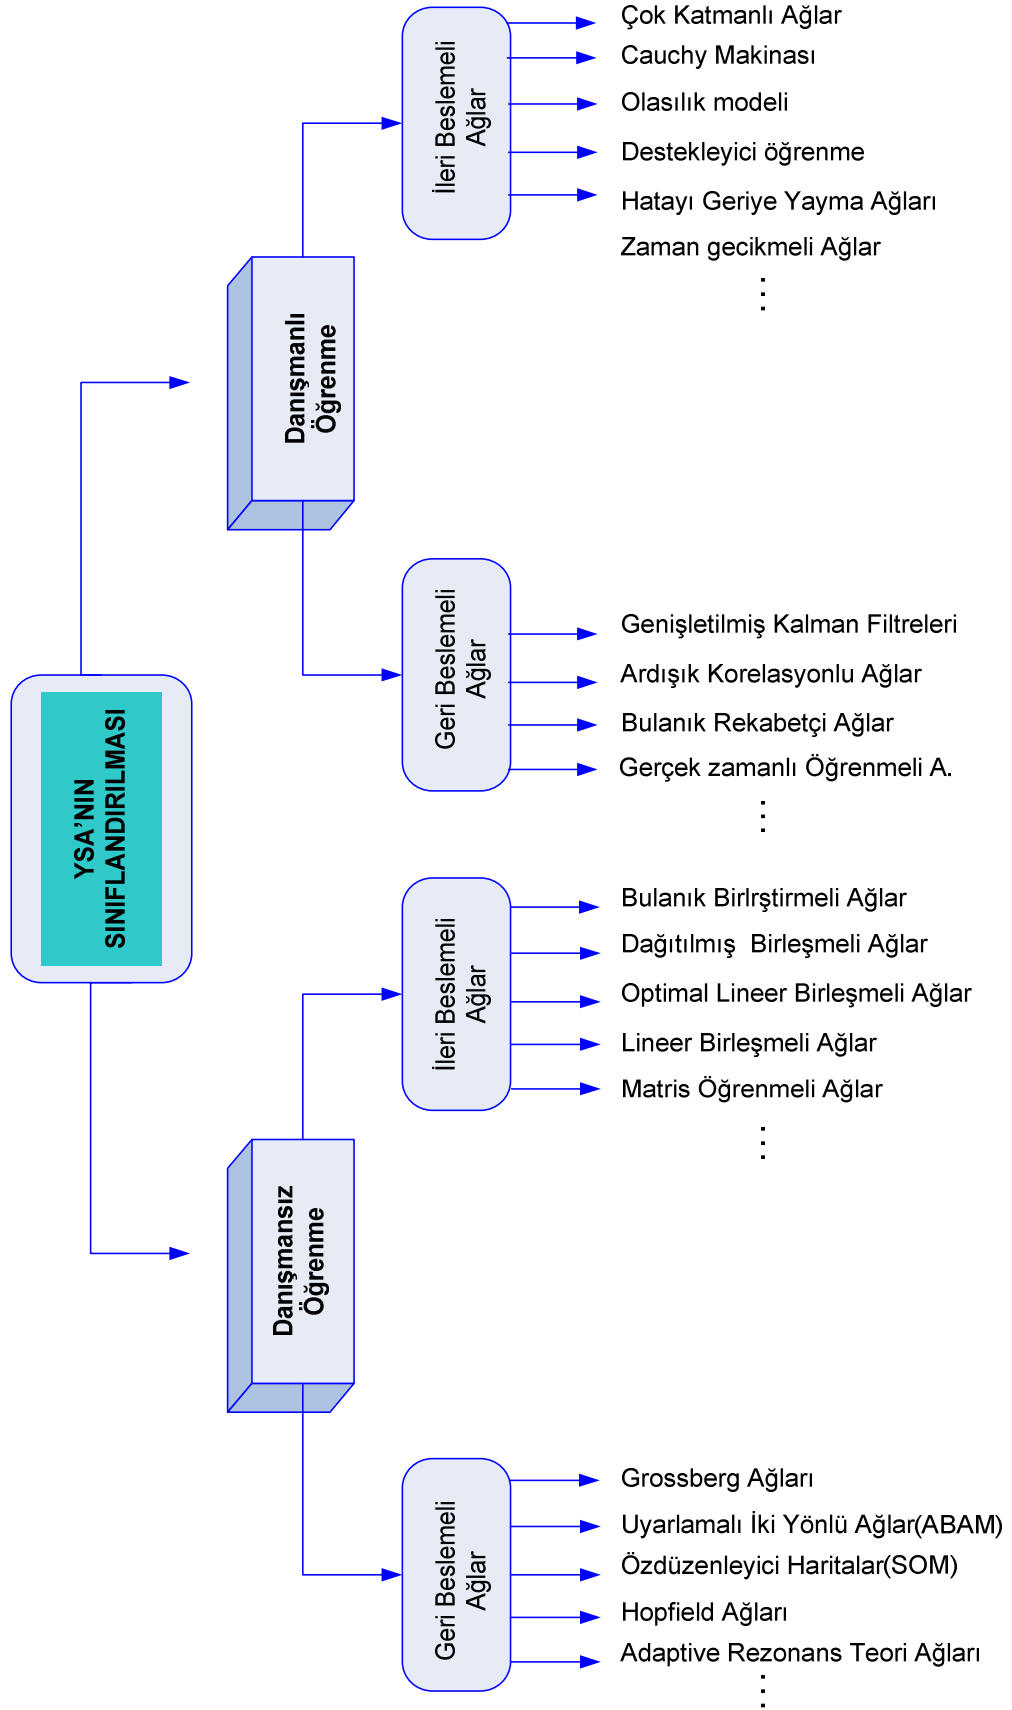 YSA'NIN
SINIFLANDIRILMASI
Danışmanlı
Öğrenme
İleri Beslemeli
Ağlar
Çok Katmanlı Ağlar
Cauchy Makinası
Olasılık modeli
Destekleyici öğrenme
Hatayı Geriye Yayma Ağları
Zaman gecikmeli Ağlar
⋮
Geri Beslemeli
Ağlar
Genişletilmiş Kalman Filtreleri
Ardışık Korelasyonlu Ağlar
Bulanık Rekabetçi Ağlar
Gerçek zamanlı Öğrenmeli A.
⋮
Danışmansız
Öğrenme
İleri Beslemeli
Ağlar
Bulanık Birlrştirmeli Ağlar
Dağıtılmış  Birleşmeli Ağlar
Optimal Lineer Birleşmeli Ağlar
Lineer Birleşmeli Ağlar
Matris Öğrenmeli Ağlar
⋮
Geri Beslemeli
Ağlar
Grossberg Ağları
Uyarlamalı İki Yönlü Ağlar(ABAM)
Özdüzenleyici Haritalar(SOM)
Hopfield Ağları
Adaptive Rezonans Teori Ağları
⋮